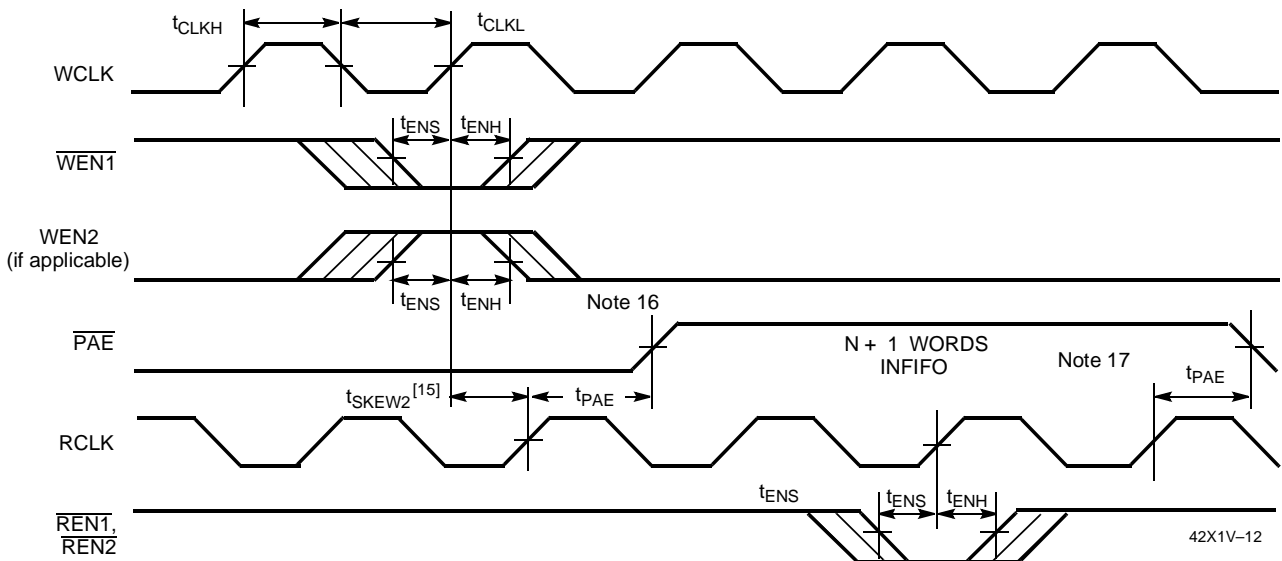 tCLKH
tCLKL
WCLK
tENS
tENH
WEN1
WEN2
(if applicable)
tENS
tENH
Note 16
PAE
N + 1 WORDS
INFIFO
Note 17
tSKEW2[15]
tPAE
tPAE
RCLK
tENS
tENS
tENH
REN1,
REN2
42X1V–12